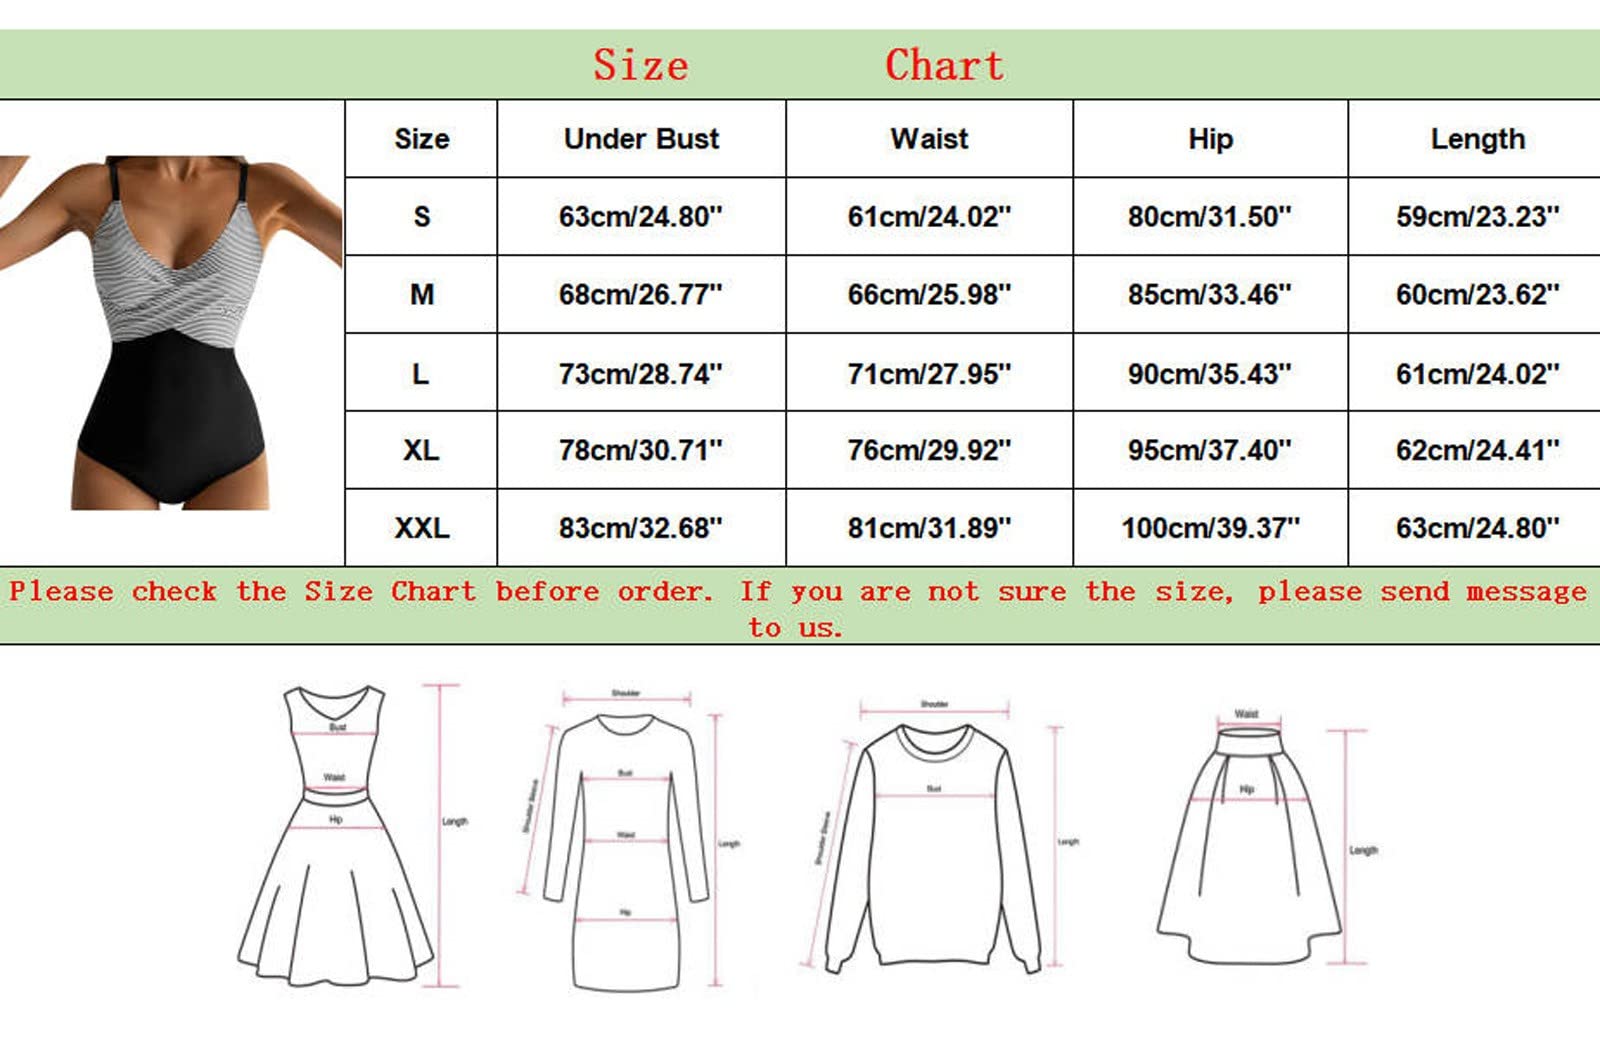 Size Chart
Size Under Bust Waist Hip Length
S 63cm/24.80" 61cm/24.02" 80cm/31.50" 59cm/23.23"
M 68cm/26.77" 66cm/25.98" 85cm/33.46" 60cm/23.62"
L 73cm/28.74" 71cm/27.95" 90cm/35.43" 61cm/24.02"
XL 78cm/30.71" 76cm/29.92" 95cm/37.40" 62cm/24.41"
XXL 83cm/32.68" 81cm/31.89" 100cm/39.37" 63cm/24.80"
Please check the Size Chart before order. If you are not sure the size, please send message
to us.
Bust
Waist
Hip
Length
Shoulder
Shoulder Sleeve
Bust
Waist
Hip
Length
Shoulder
Shoulder Sleeve
Bust
Length
Waist
Hip
Length